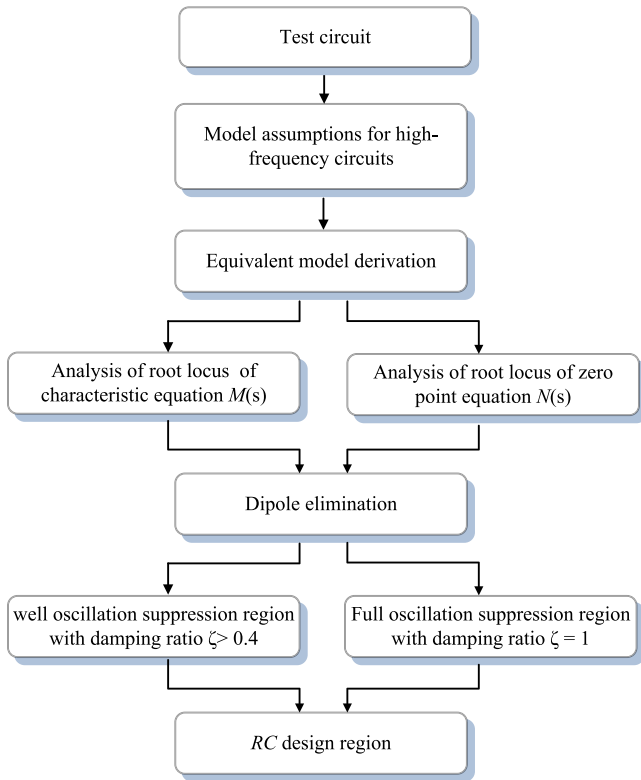 Test circuit
Model assumptions for high-
frequency circuits
Equivalent model derivation
Analysis of root locus of
characteristic equation M(s)
Analysis of root locus of zero
point equation N(s)
Dipole elimination
well oscillation suppression region
with damping ratio ζ> 0.4
Full oscillation suppression region
with damping ratio ζ = 1
RC design region